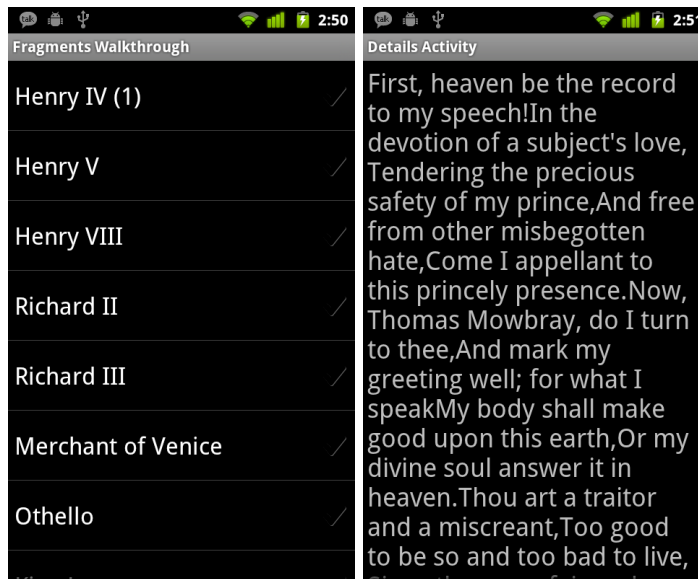 talk
2:50
Fragments Walkthrough
Henry IV (1)
Henry V
Henry VIII
Richard II
Richard III
Merchant of Venice
Othello
talk
2:51
Details Activity
First, heaven be the record
to my speech!In the
devotion of a subject's love,
Tendering the precious
safety of my prince,And free
from other misbegotten
hate,Come I appellant to
this princely presence.Now,
Thomas Mowbray, do I turn
to thee,And mark my
greeting well; for what I
speakMy body shall make
good upon this earth,Or my
divine soul answer it in
heaven.Thou art a traitor
and a miscreant,Too good
to be so and too bad to live,